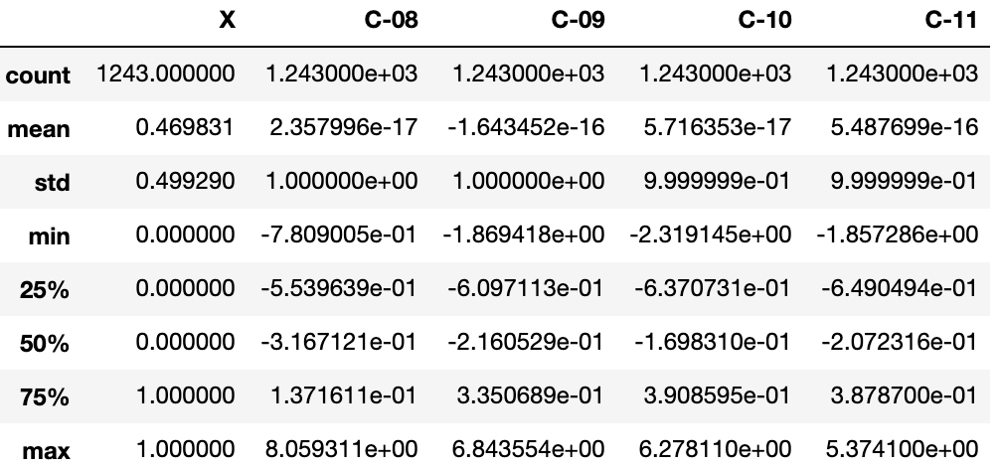 X C-08 C-09 C-10 C-11
count 1243.000000 1.243000e+03 1.243000e+03 1.243000e+03 1.243000e+03
mean 0.469831 2.357996e-17 -1.643452e-16 5.716353e-17 5.487699e-16
std 0.499290 1.000000e+00 1.000000e+00 9.999999e-01 9.999999e-01
min 0.000000 -7.809005e-01 -1.869418e+00 -2.319145e+00 -1.857286e+00
25% 0.000000 -5.539639e-01 -6.097113e-01 -6.370731e-01 -6.490494e-01
50% 0.000000 -3.167121e-01 -2.160529e-01 -1.698310e-01 -2.072316e-01
75% 1.000000 1.371611e-01 3.350689e-01 3.908595e-01 3.878700e-01
max 1.000000 8.059311e+00 6.843554e+00 6.278110e+00 5.374100e+00